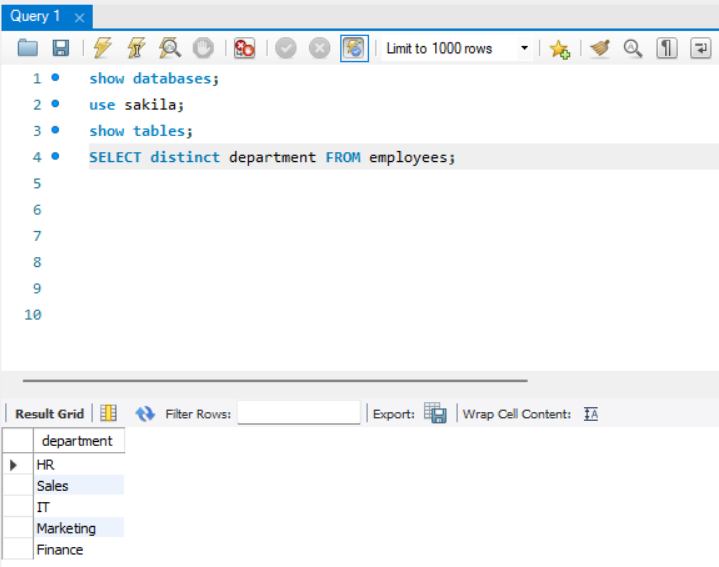 Query 1
Limit to 1000 rows
1 show databases;
2 use sakila;
3 show tables;
4 SELECT distinct department FROM employees;
5
6
7
8
9
10
Result Grid Filter Rows: Export: Wrap Cell Content: IA
department
HR
Sales
IT
Marketing
Finance